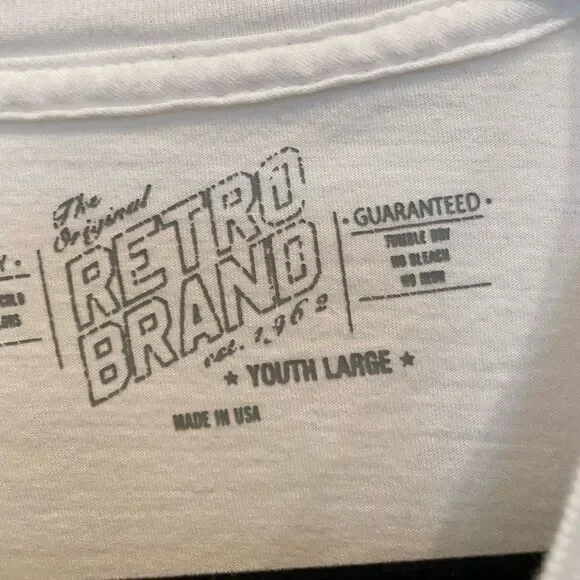 The
Original
RETRO
BRAND
est. 1962
★ YOUTH LARGE ★
MADE IN USA
· GUARANTEED ·
TUMBLE DRY
NO BLEACH
NO IRON